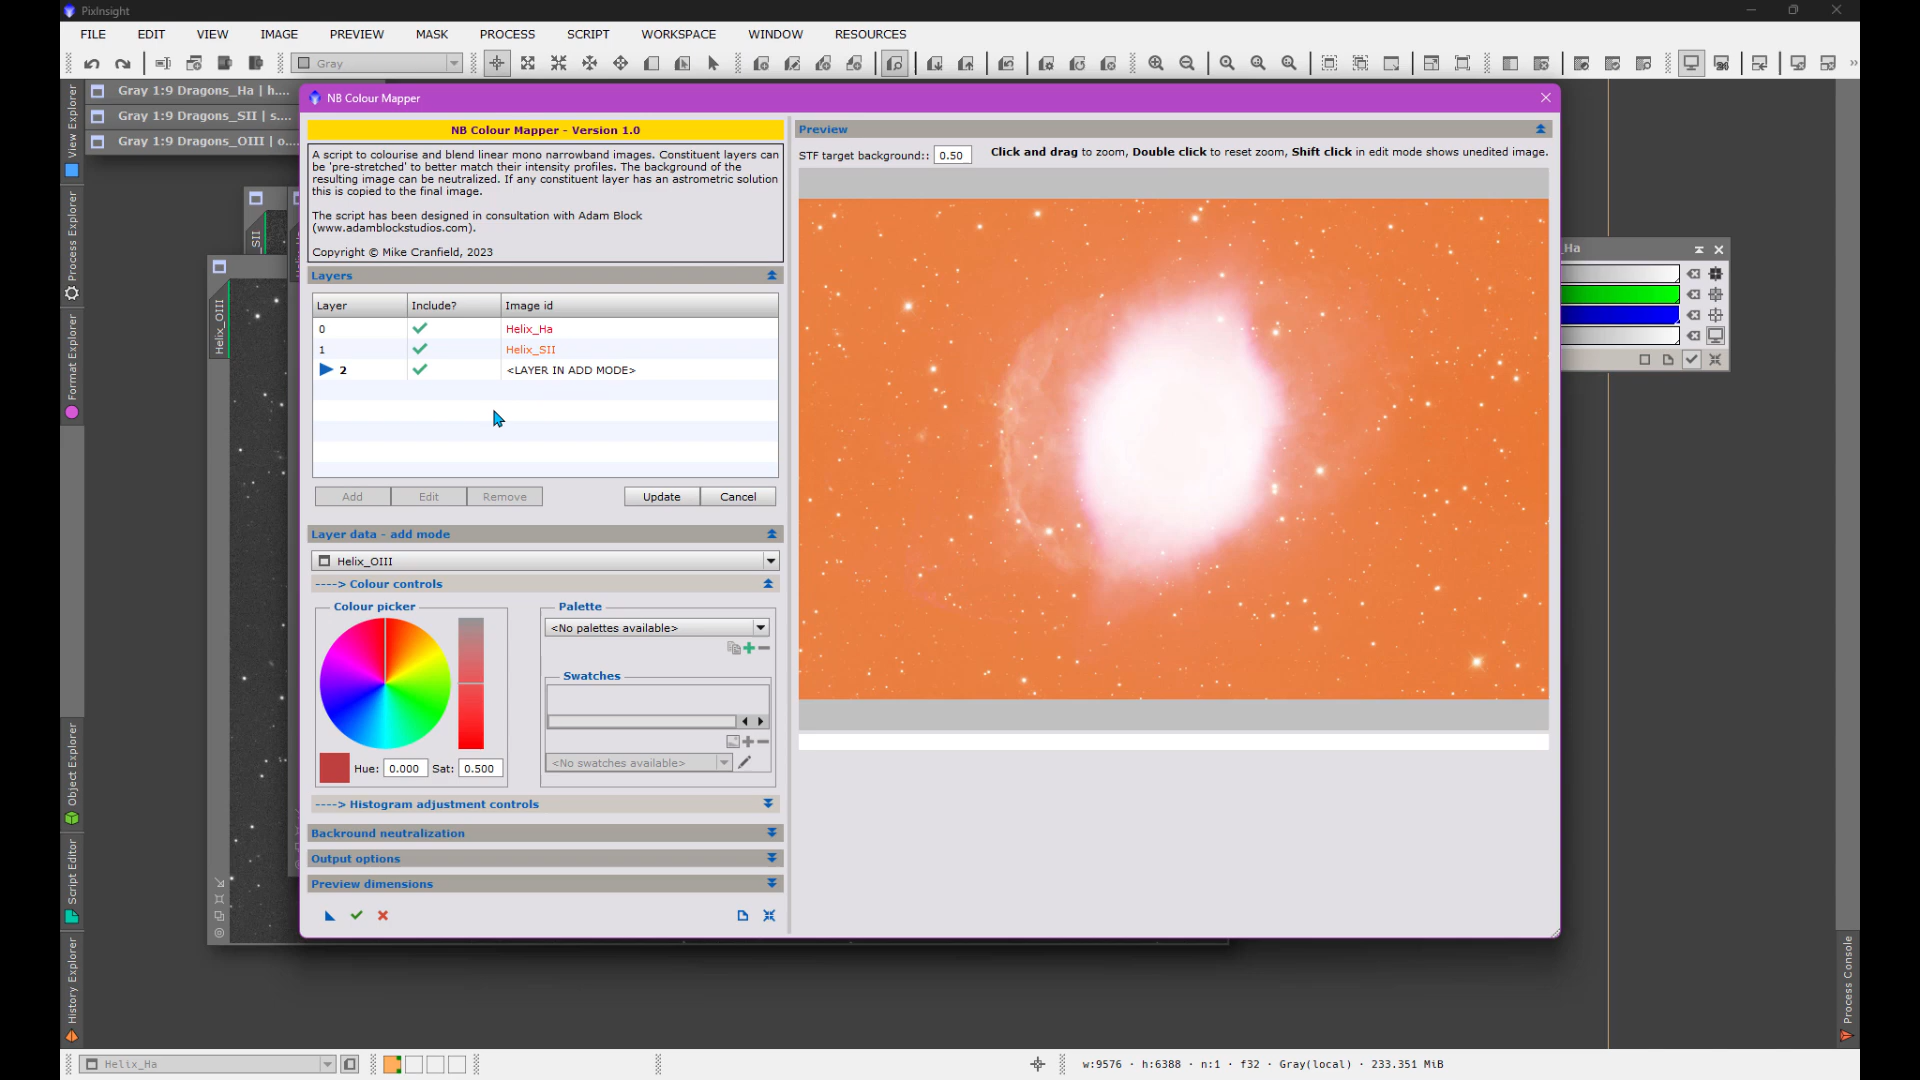 PixInsight
FILE EDIT VIEW IMAGE PREVIEW MASK PROCESS SCRIPT WORKSPACE WINDOW RESOURCES
Gray
Gray 1:9 Dragons_Ha | h....
Gray 1:9 Dragons_SII | s....
Gray 1:9 Dragons_OIII | o....
View Explorer
Process Explorer
Format Explorer
Object Explorer
Script Editor
History Explorer
_SII
Helix_OIII
NB Colour Mapper
NB Colour Mapper - Version 1.0
A script to colourise and blend linear mono narrowband images. Constituent layers can
be 'pre-stretched' to better match their intensity profiles. The background of the
resulting image can be neutralized. If any constituent layer has an astrometric solution
this is copied to the final image.
The script has been designed in consultation with Adam Block
(www.adamblockstudios.com).
Copyright © Mike Cranfield, 2023
Layers
Layer Include? Image id
0 Helix_Ha
1 Helix_SII
2 <LAYER IN ADD MODE>
Add Edit Remove Update Cancel
Layer data - add mode
Helix_OIII
----> Colour controls
Colour picker
Hue: 0.000 Sat: 0.500
Palette
<No palettes available>
Swatches
<No swatches available>
----> Histogram adjustment controls
Backround neutralization
Output options
Preview dimensions
Preview
STF target background:: 0.50 Click and drag to zoom, Double click to reset zoom, Shift click in edit mode shows unedited image.
_Ha
Process Console
Helix_Ha
w:9576 · h:6388 · n:1 · f32 · Gray(local) · 233.351 MiB